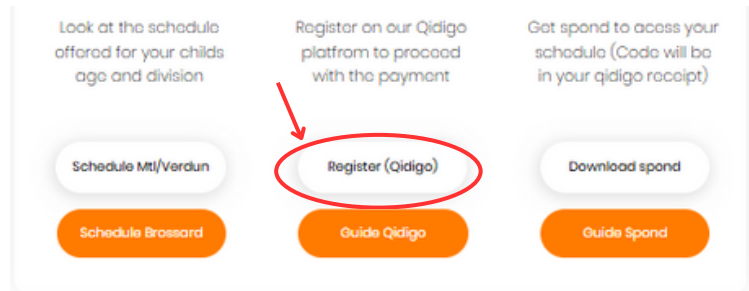 Look at the schedule
offered for your childs
age and division
Register on our Qidigo
platfrom to proceed
with the payment
Get spond to acess your
schedule (Code will be
in your qidigo receipt)
Schedule Mtl/Verdun
Register (Qidigo)
Download spond
Schedule Brossard
Guide Qidigo
Guide Spond